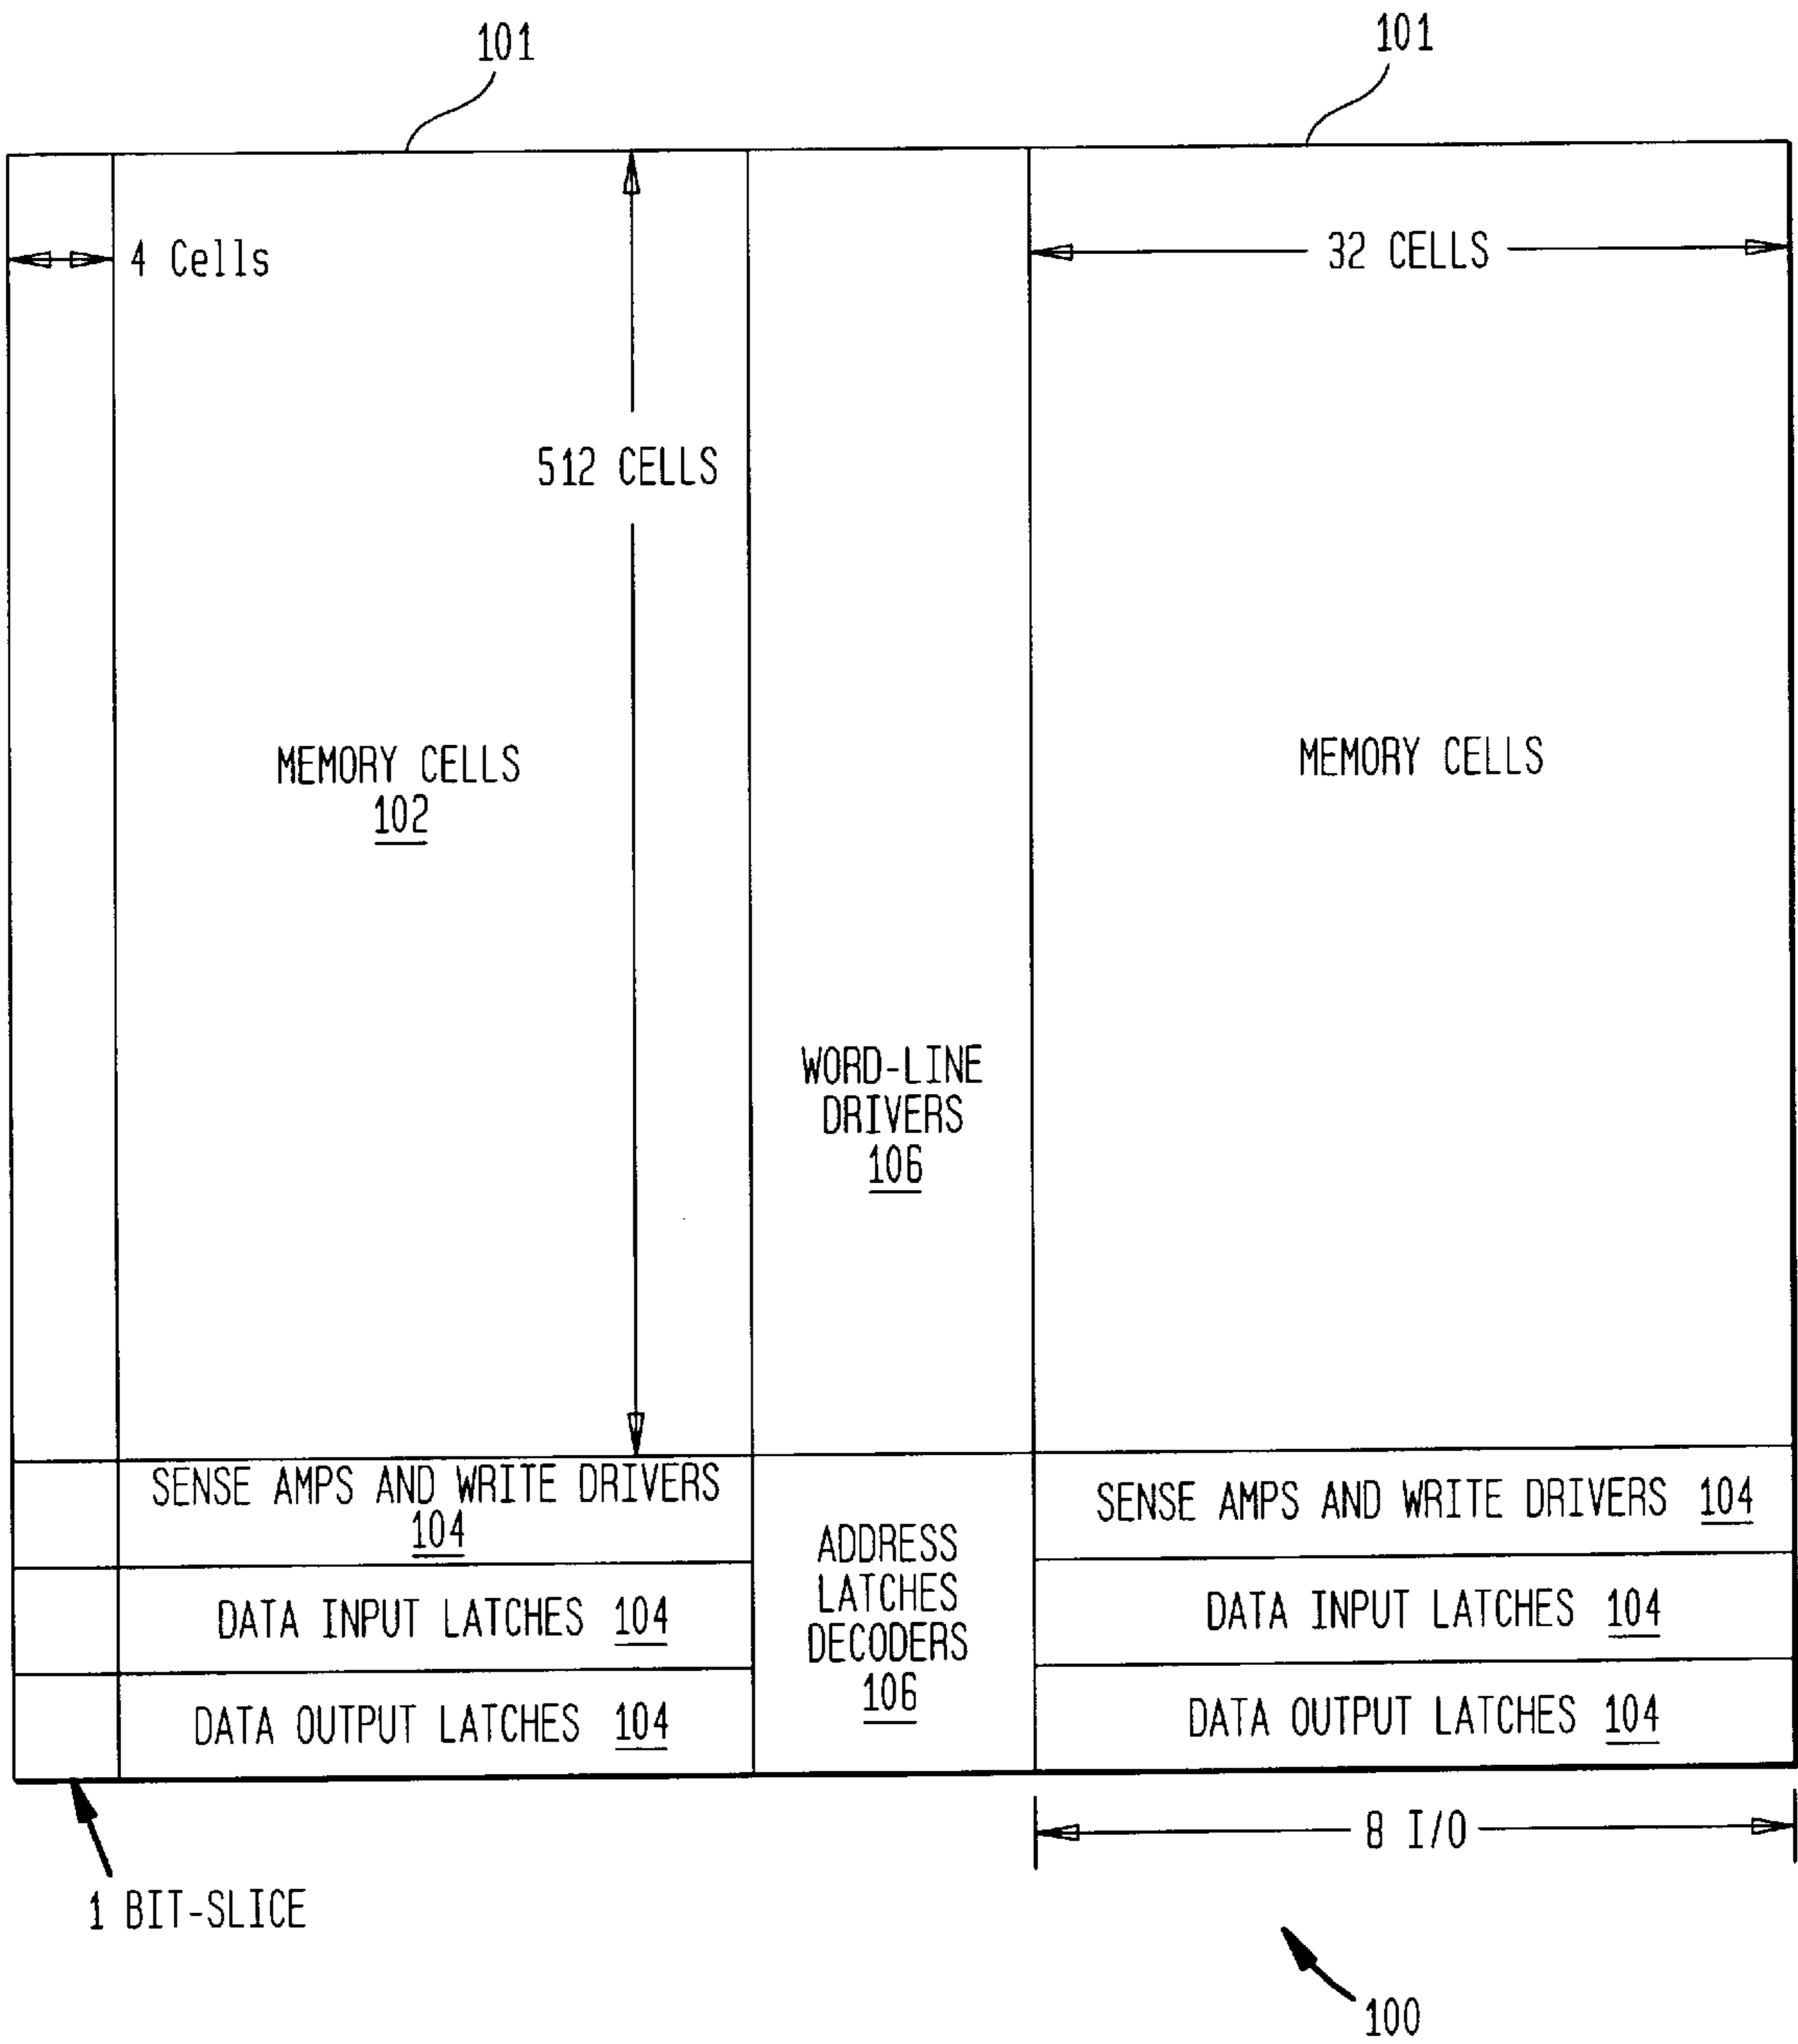 101
101
4 Cells
32 CELLS
512 CELLS
MEMORY CELLS
102
MEMORY CELLS
WORD-LINE
DRIVERS
106
SENSE AMPS AND WRITE DRIVERS
104
SENSE AMPS AND WRITE DRIVERS 104
ADDRESS
LATCHES
DECODERS
106
DATA INPUT LATCHES 104
DATA INPUT LATCHES 104
DATA OUTPUT LATCHES 104
DATA OUTPUT LATCHES 104
8 I/O
1 BIT-SLICE
100